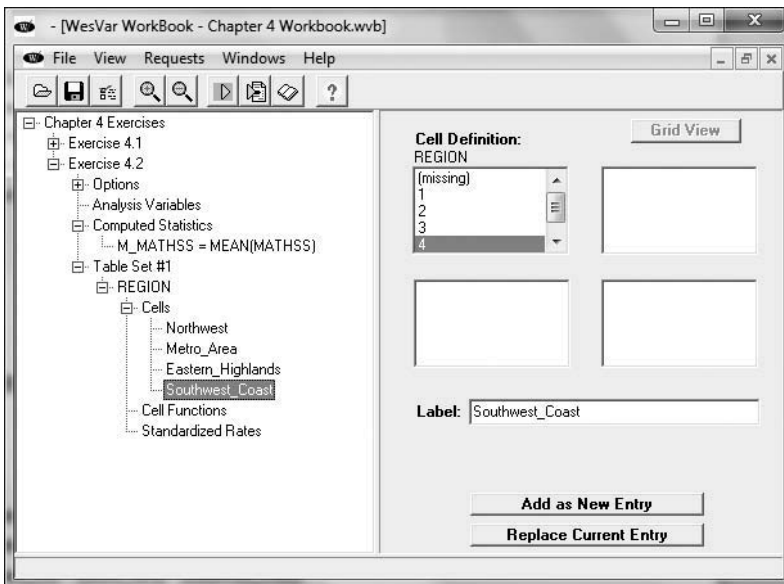 - [WesVar WorkBook - Chapter 4 Workbook.wvb]
File View Requests Windows Help
Chapter 4 Exercises
Exercise 4.1
Exercise 4.2
Options
Analysis Variables
Computed Statistics
M_MATHSS = MEAN(MATHSS)
Table Set #1
REGION
Cells
Northwest
Metro_Area
Eastern_Highlands
Southwest_Coast
Cell Functions
Standardized Rates
Grid View
Cell Definition:
REGION
(missing)
1
2
3
4
Label: Southwest_Coast
Add as New Entry
Replace Current Entry